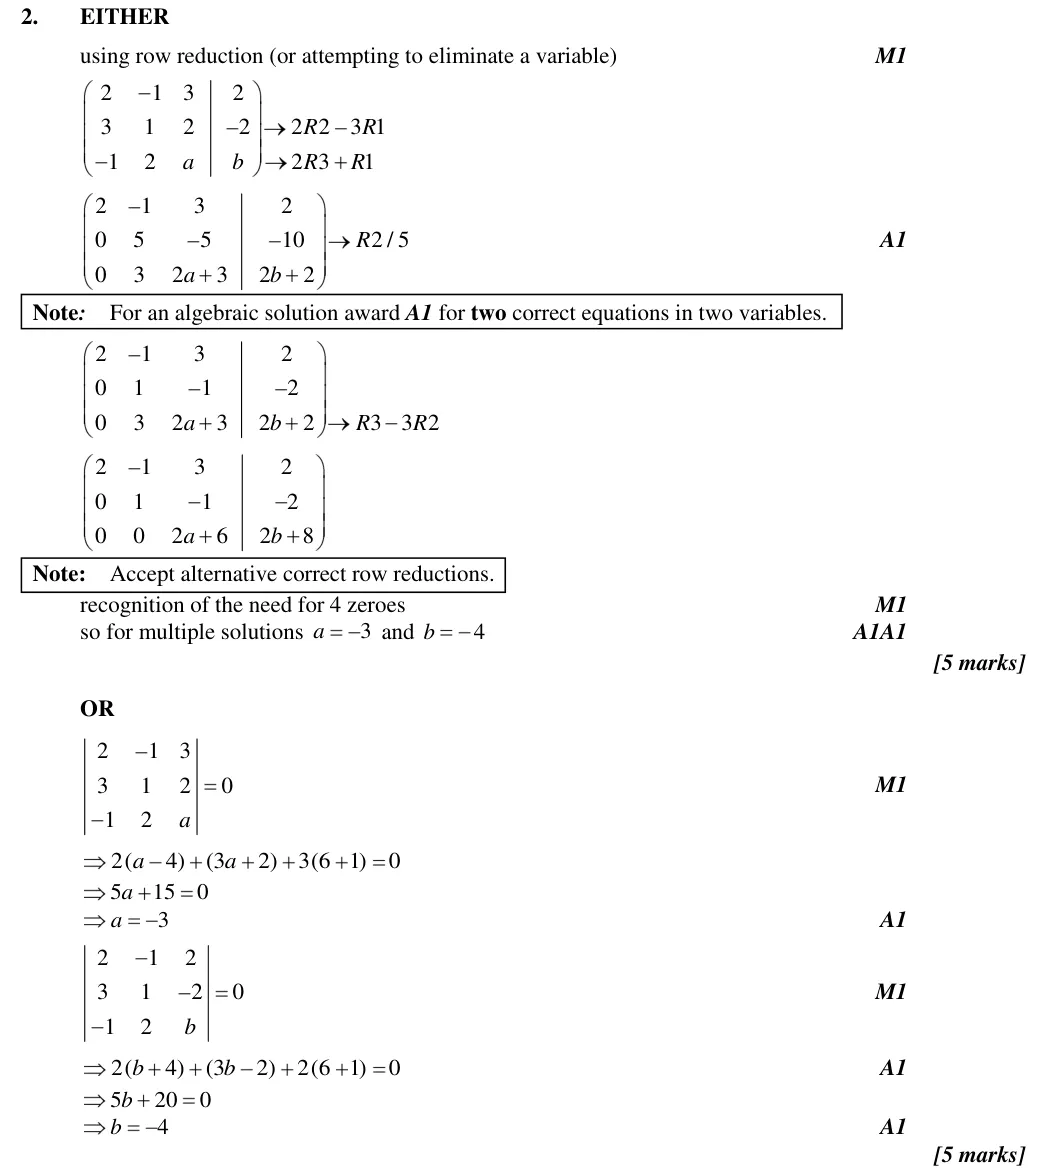 2. EITHER
using row reduction (or attempting to eliminate a variable) M1
2 −1 3 | 2
3 1 2 | −2 → 2R2 − 3R1
−1 2 a | b → 2R3 + R1
2 −1 3 | 2
0 5 −5 | −10 → R2 / 5 A1
0 3 2a + 3 | 2b + 2
Note: For an algebraic solution award A1 for two correct equations in two variables.
2 −1 3 | 2
0 1 −1 | −2
0 3 2a + 3 | 2b + 2 → R3 − 3R2
2 −1 3 | 2
0 1 −1 | −2
0 0 2a + 6 | 2b + 8
Note: Accept alternative correct row reductions.
recognition of the need for 4 zeroes M1
so for multiple solutions a = −3 and b = −4 A1A1
[5 marks]
OR
2 −1 3
3 1 2 = 0 M1
−1 2 a
⇒ 2(a − 4) + (3a + 2) + 3(6 + 1) = 0
⇒ 5a + 15 = 0
⇒ a = −3 A1
2 −1 2
3 1 −2 = 0 M1
−1 2 b
⇒ 2(b + 4) + (3b − 2) + 2(6 + 1) = 0 A1
⇒ 5b + 20 = 0
⇒ b = −4 A1
[5 marks]